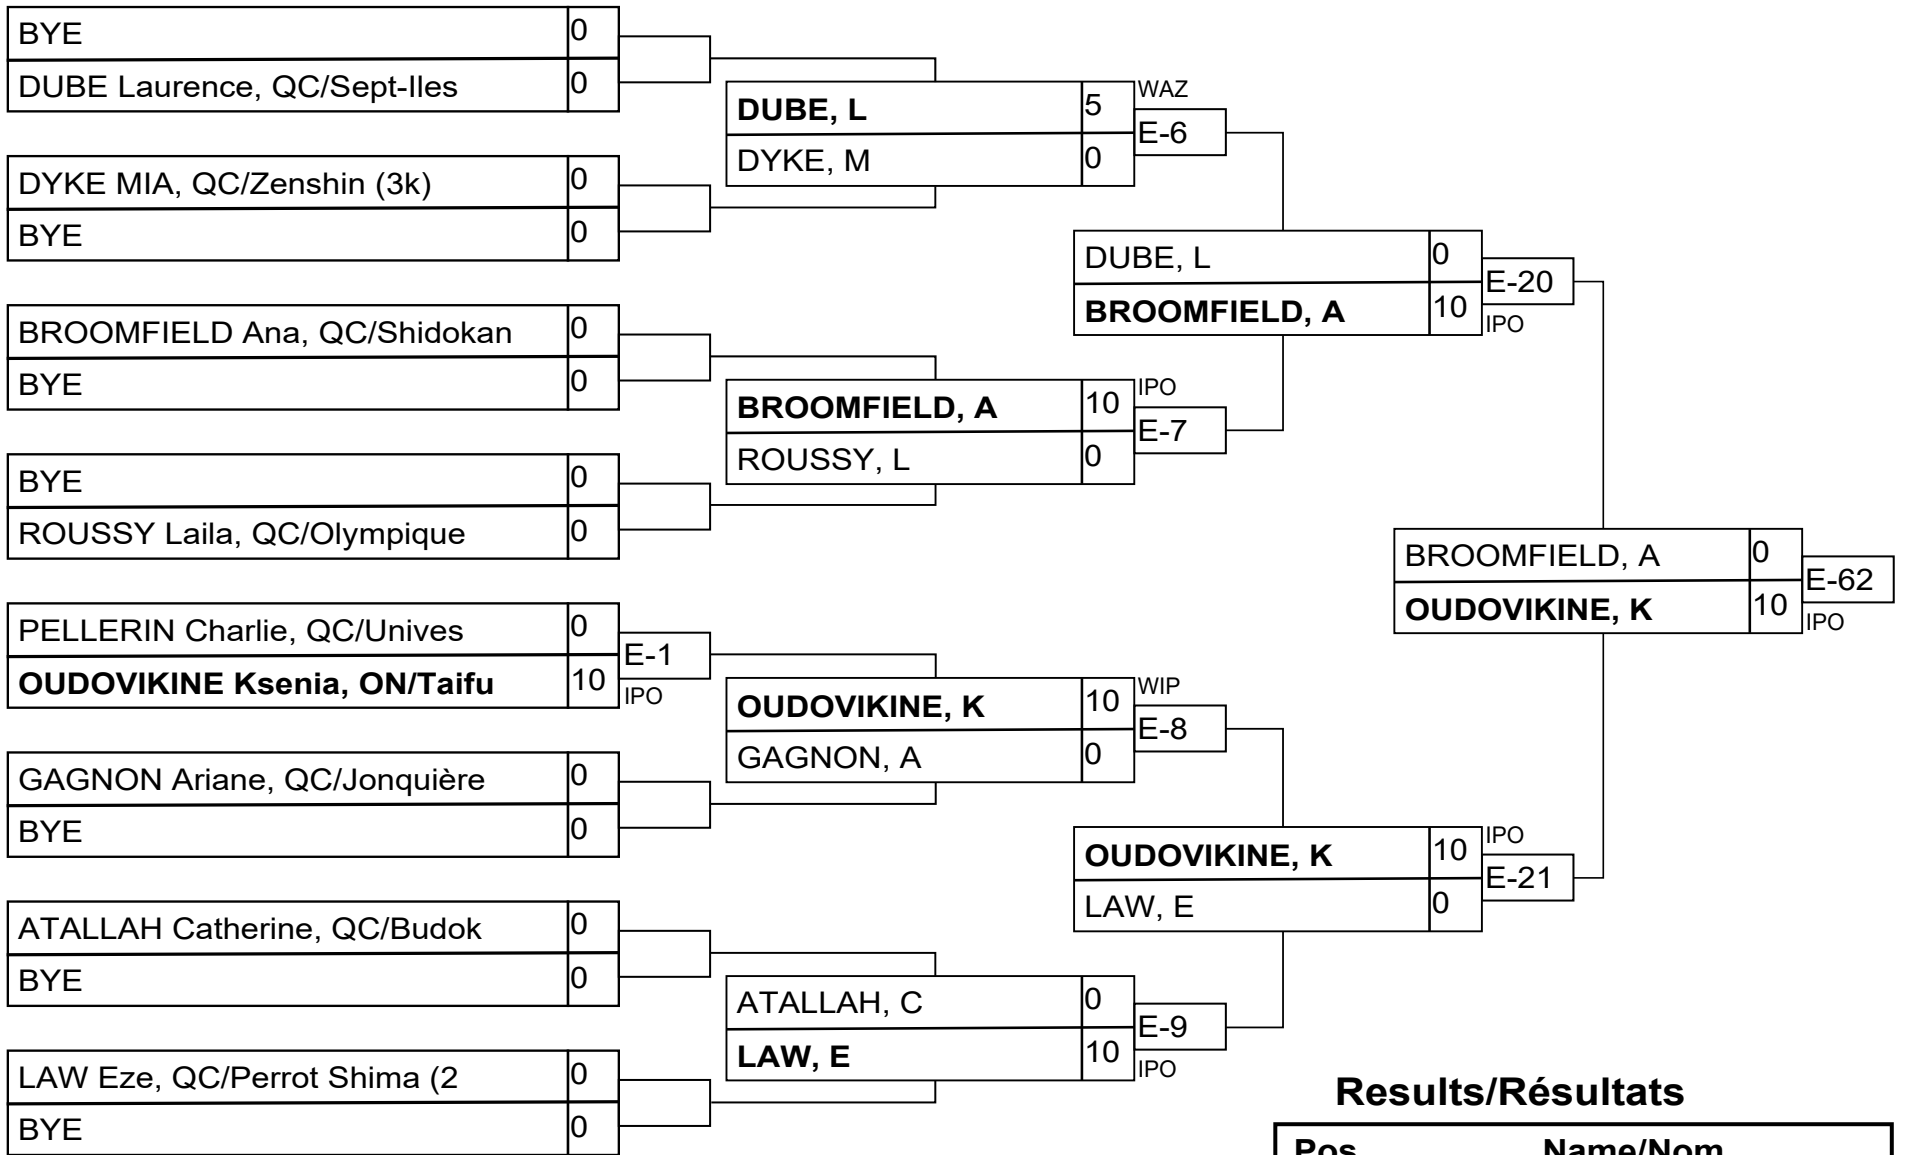 BYE 0
DUBE Laurence, QC/Sept-Iles 0
DYKE MIA, QC/Zenshin (3k) 0
BYE 0
BROOMFIELD Ana, QC/Shidokan 0
BYE 0
BYE 0
ROUSSY Laila, QC/Olympique 0
PELLERIN Charlie, QC/Unives 0
OUDOVIKINE Ksenia, ON/Taifu 10
E-1
IPO
GAGNON Ariane, QC/Jonquière 0
BYE 0
ATALLAH Catherine, QC/Budok 0
BYE 0
LAW Eze, QC/Perrot Shima (2 0
BYE 0
DUBE, L 5
WAZ
E-6
DYKE, M 0
BROOMFIELD, A 10
IPO
E-7
ROUSSY, L 0
OUDOVIKINE, K 10
WIP
E-8
GAGNON, A 0
ATALLAH, C 0
E-9
LAW, E 10
IPO
DUBE, L 0
E-20
BROOMFIELD, A 10
IPO
OUDOVIKINE, K 10
IPO
E-21
LAW, E 0
BROOMFIELD, A 0
E-62
OUDOVIKINE, K 10
IPO
Results/Résultats
Pos Name/Nom